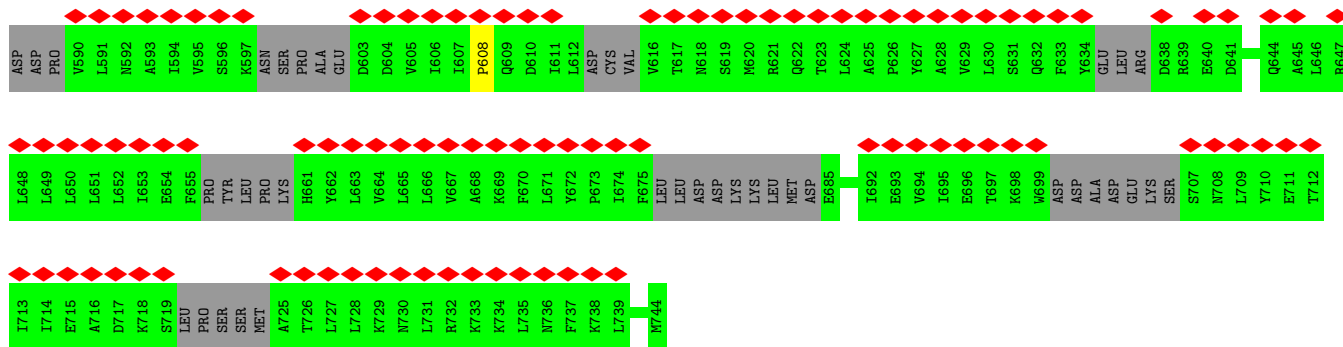 ASP ASP PRO V590 L591 N592 A593 I594 V595 S596 K597 ASN SER PRO ALA GLU D603 D604 V605 I606 I607 P608 Q609 D610 I611 L612 ASP CYS VAL V616 T617 N618 S619 M620 R621 Q622 T623 L624 A625 P626 Y627 A628 V629 L630 S631 Q632 F633 Y634 GLU LEU ARG D638 R639 E640 D641 Q644 A645 L646 R647
L648 L649 L650 L651 L652 I653 E654 F655 PRO TYR LEU PRO LYS H661 Y662 L663 V664 L665 L666 V667 A668 K669 F670 L671 Y672 P673 I674 F675 LEU LEU ASP ASP LYS LYS LEU MET ASP E685 I692 E693 V694 I695 E696 T697 K698 W699 ASP ASP ALA ASP GLU LYS SER S707 N708 L709 Y710 E711 T712
I713 I714 E715 A716 D717 K718 S719 LEU PRO SER SER MET A725 T726 L727 L728 K729 N730 L731 R732 K733 K734 L735 N736 F737 K738 L739 M744